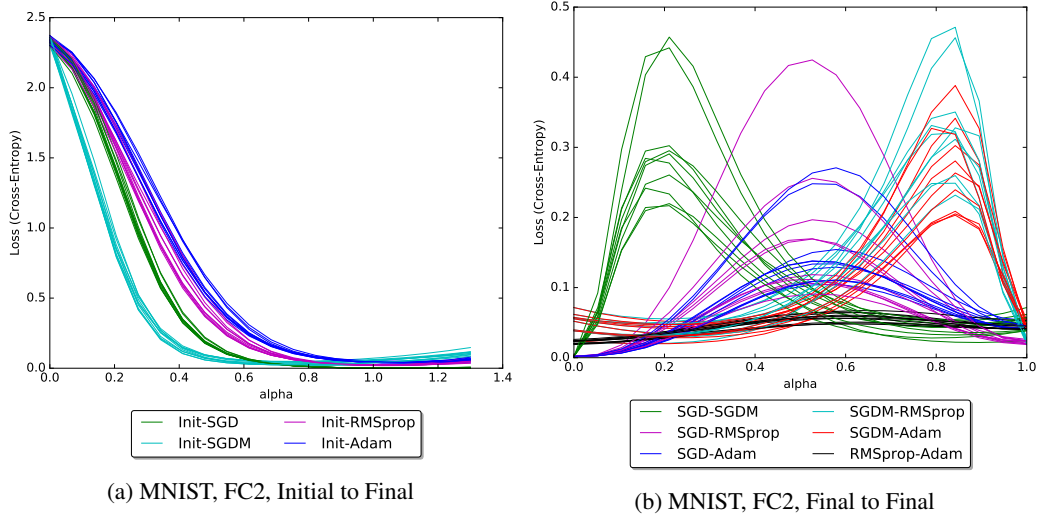 2.5
2.0
1.5
1.0
0.5
0.0
Loss (Cross-Entropy)
0.0 0.2 0.4 0.6 0.8 1.0 1.2 1.4
alpha
Init-SGD Init-RMSprop
Init-SGDM Init-Adam
(a) MNIST, FC2, Initial to Final
0.5
0.4
0.3
0.2
0.1
0.0
Loss (Cross-Entropy)
0.0 0.2 0.4 0.6 0.8 1.0
alpha
SGD-SGDM SGDM-RMSprop
SGD-RMSprop SGDM-Adam
SGD-Adam RMSprop-Adam
(b) MNIST, FC2, Final to Final